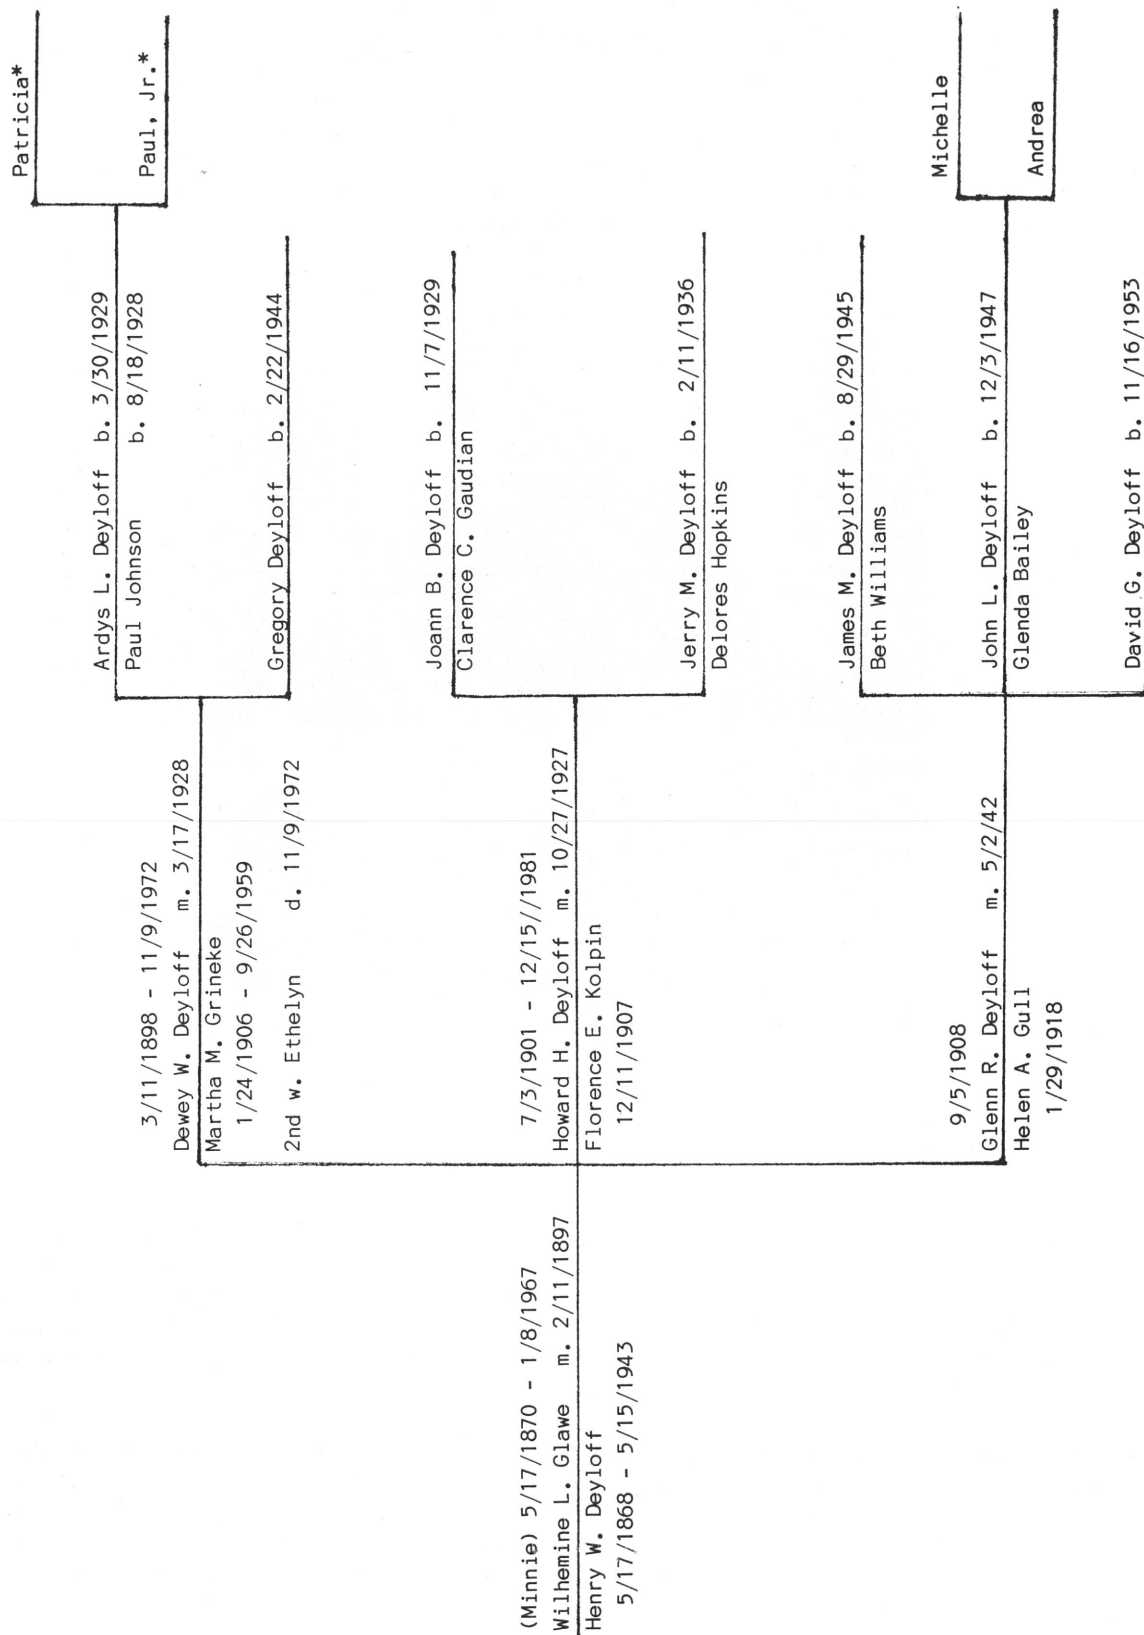 (Minnie) 5/17/1870 - 1/8/1967
Wilhemine L. Glawe m. 2/11/1897
Henry W. Deyloff
5/17/1868 - 5/15/1943
3/11/1898 - 11/9/1972
Dewey W. Deyloff m. 3/17/1928
Martha M. Grineke
1/24/1906 - 9/26/1959
2nd w. Ethelyn d. 11/9/1972
7/3/1901 - 12/15//1981
Howard H. Deyloff m. 10/27/1927
Florence E. Kolpin
12/11/1907
9/5/1908
Glenn R. Deyloff m. 5/2/42
Helen A. Gull
1/29/1918
Ardys L. Deyloff b. 3/30/1929
Paul Johnson b. 8/18/1928
Gregory Deyloff b. 2/22/1944
Joann B. Deyloff b. 11/7/1929
Clarence C. Gaudian
Jerry M. Deyloff b. 2/11/1936
Delores Hopkins
James M. Deyloff b. 8/29/1945
Beth Williams
John L. Deyloff b. 12/3/1947
Glenda Bailey
David G. Deyloff b. 11/16/1953
Patricia*
Paul, Jr.*
Michelle
Andrea